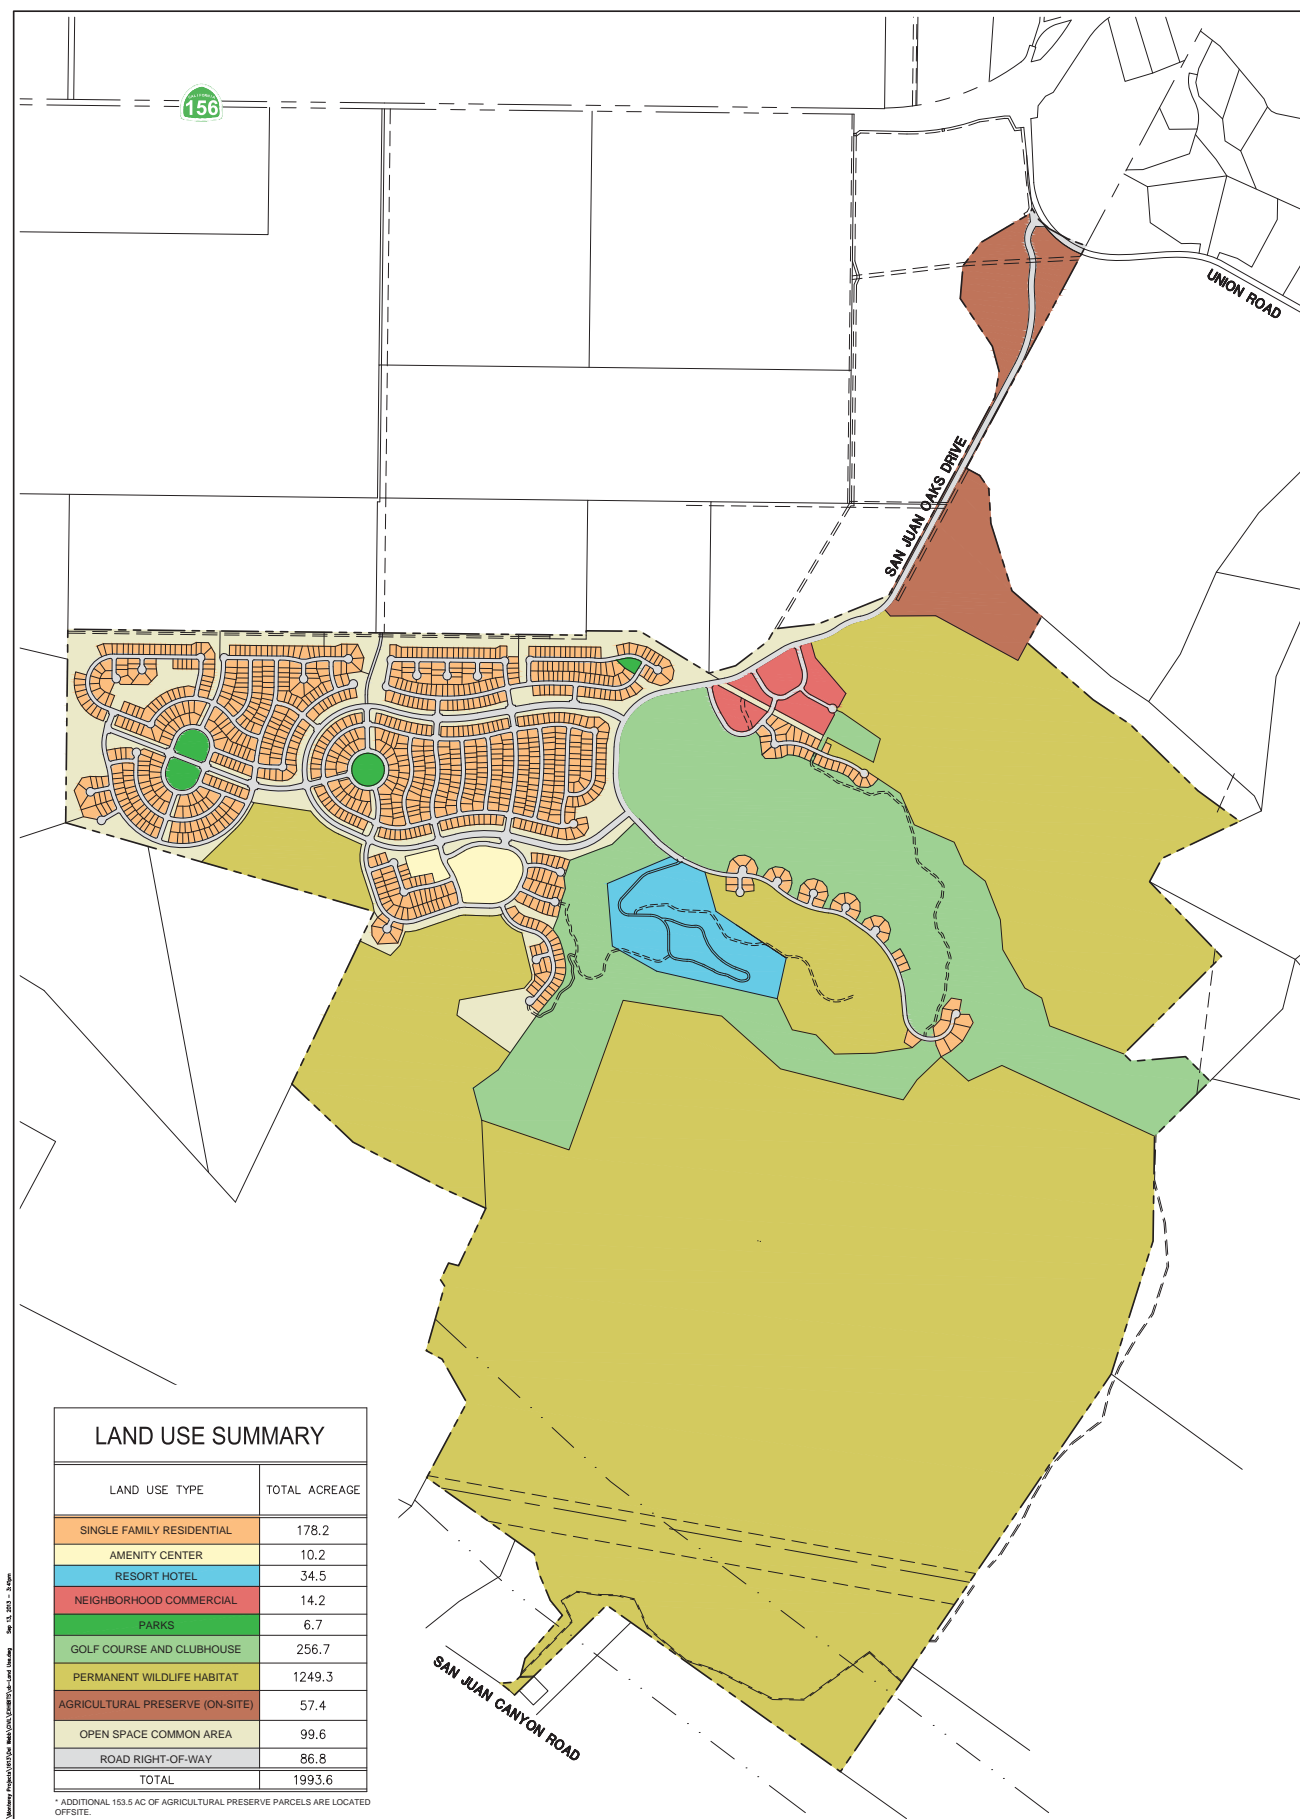 CALIFORNIA
156
UNION ROAD
SAN JUAN OAKS DRIVE
SAN JUAN CANYON ROAD
LAND USE SUMMARY
LAND USE TYPE TOTAL ACREAGE
SINGLE FAMILY RESIDENTIAL 178.2
AMENITY CENTER 10.2
RESORT HOTEL 34.5
NEIGHBORHOOD COMMERCIAL 14.2
PARKS 6.7
GOLF COURSE AND CLUBHOUSE 256.7
PERMANENT WILDLIFE HABITAT 1249.3
AGRICULTURAL PRESERVE (ON-SITE) 57.4
OPEN SPACE COMMON AREA 99.6
ROAD RIGHT-OF-WAY 86.8
TOTAL 1993.6
* ADDITIONAL 153.5 AC OF AGRICULTURAL PRESERVE PARCELS ARE LOCATED
OFFSITE.